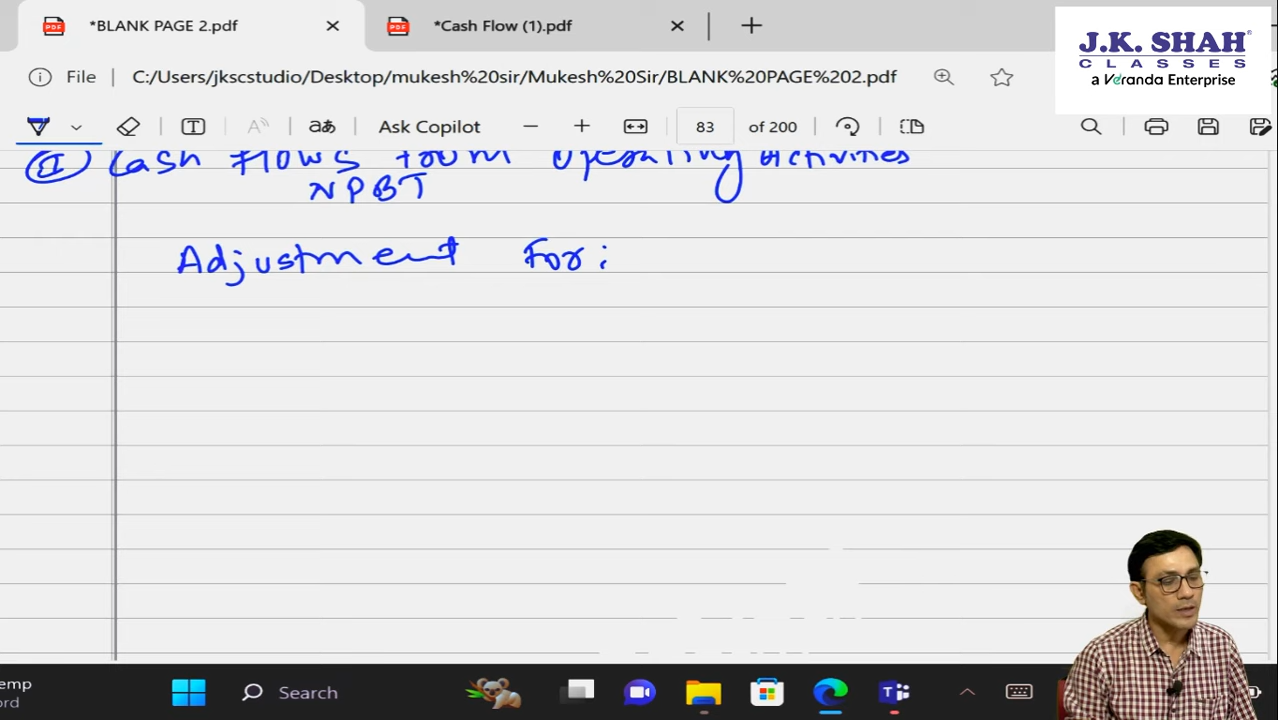 *BLANK PAGE 2.pdf
*Cash Flow (1).pdf
J.K. SHAH
CLASSES
a Veranda Enterprise
File C:/Users/jkscstudio/Desktop/mukesh%20sir/Mukesh%20Sir/BLANK%20PAGE%202.pdf
Ask Copilot 83 of 200
I Cash Flows From Operating Activities
NPBT
Adjustment For:
emp
ord
Search